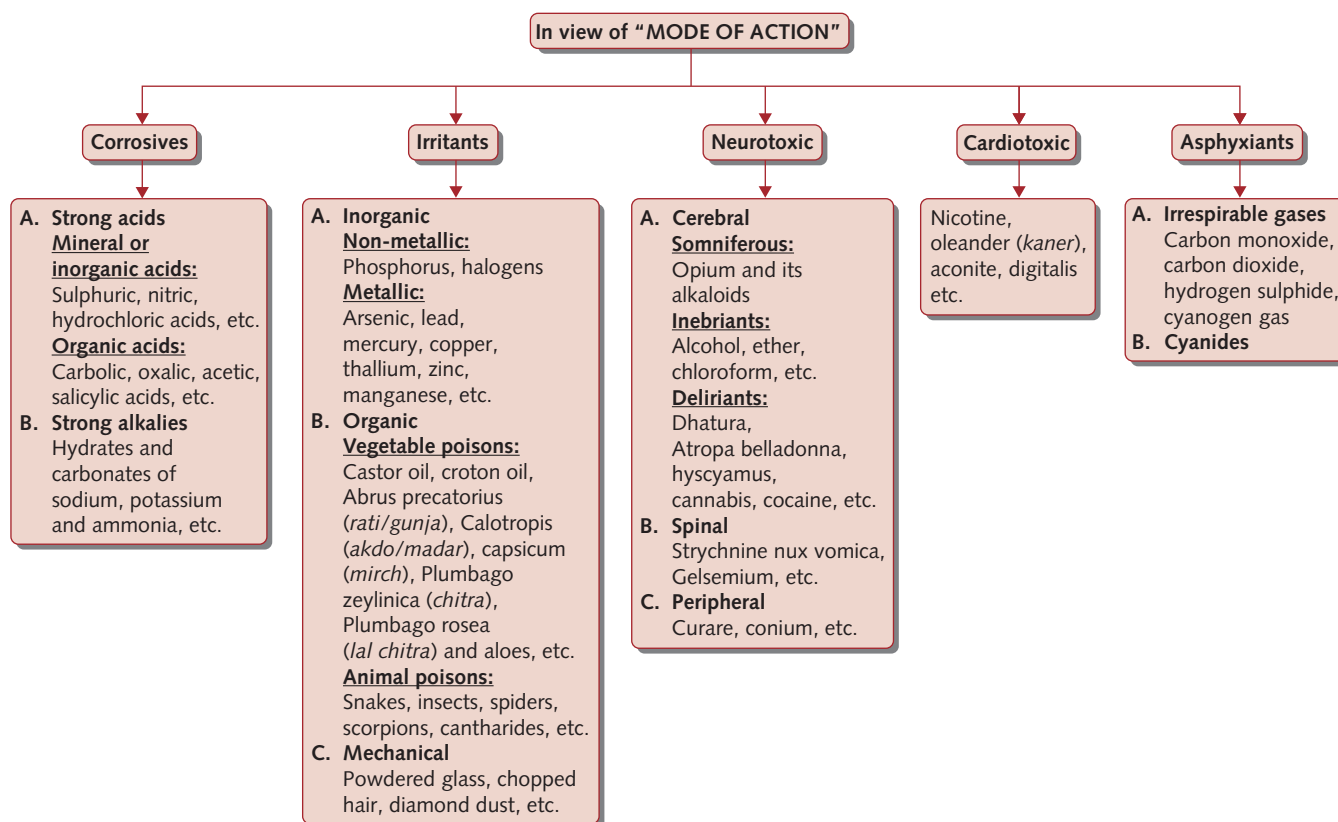 In view of “MODE OF ACTION”
Corrosives
Irritants
Neurotoxic
Cardiotoxic
Asphyxiants
A. Strong acids
Mineral or
inorganic acids:
Sulphuric, nitric,
hydrochloric acids, etc.
Organic acids:
Carbolic, oxalic, acetic,
salicylic acids, etc.
B. Strong alkalies
Hydrates and
carbonates of
sodium, potassium
and ammonia, etc.
A. Inorganic
Non-metallic:
Phosphorus, halogens
Metallic:
Arsenic, lead,
mercury, copper,
thallium, zinc,
manganese, etc.
B. Organic
Vegetable poisons:
Castor oil, croton oil,
Abrus precatorius
(rati/gunja), Calotropis
(akdo/madar), capsicum
(mirch), Plumbago
zeylinica (chitra),
Plumbago rosea
(lal chitra) and aloes, etc.
Animal poisons:
Snakes, insects, spiders,
scorpions, cantharides, etc.
C. Mechanical
Powdered glass, chopped
hair, diamond dust, etc.
A. Cerebral
Somniferous:
Opium and its
alkaloids
Inebriants:
Alcohol, ether,
chloroform, etc.
Deliriants:
Dhatura,
Atropa belladonna,
hyscyamus,
cannabis, cocaine, etc.
B. Spinal
Strychnine nux vomica,
Gelsemium, etc.
C. Peripheral
Curare, conium, etc.
Nicotine,
oleander (kaner),
aconite, digitalis
etc.
A. Irrespirable gases
Carbon monoxide,
carbon dioxide,
hydrogen sulphide,
cyanogen gas
B. Cyanides